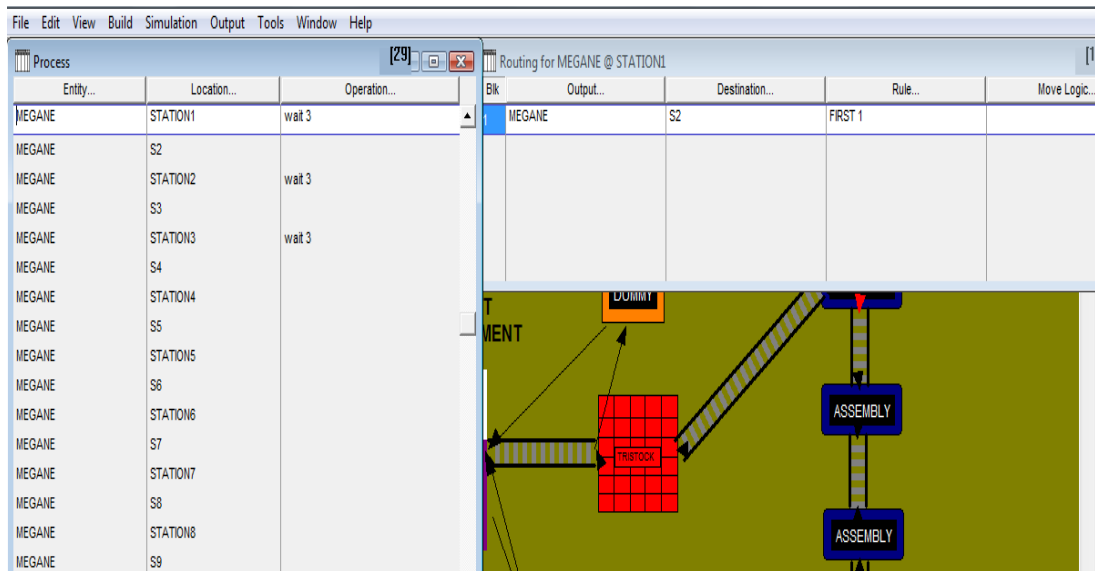 File Edit View Build Simulation Output Tools Window Help
Process [29]
Entity... Location... Operation...
MEGANE STATION1 wait 3
MEGANE S2
MEGANE STATION2 wait 3
MEGANE S3
MEGANE STATION3 wait 3
MEGANE S4
MEGANE STATION4
MEGANE S5
MEGANE STATION5
MEGANE S6
MEGANE STATION6
MEGANE S7
MEGANE STATION7
MEGANE S8
MEGANE STATION8
MEGANE S9
Routing for MEGANE @ STATION1 [1
Blk Output... Destination... Rule... Move Logic...
1 MEGANE S2 FIRST 1
DUMMY
T
MENT
TRISTOCK
ASSEMBLY
ASSEMBLY